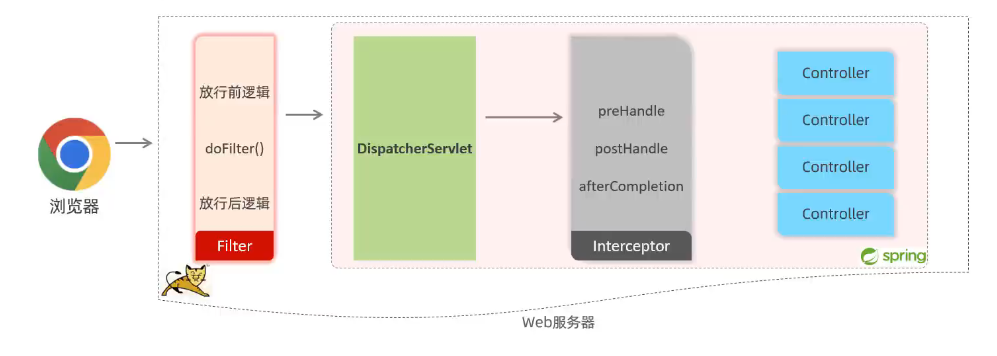 浏览器
放行前逻辑
doFilter()
放行后逻辑
Filter
DispatcherServlet
preHandle
postHandle
afterCompletion
Interceptor
Controller
Controller
Controller
Controller
spring
Web服务器